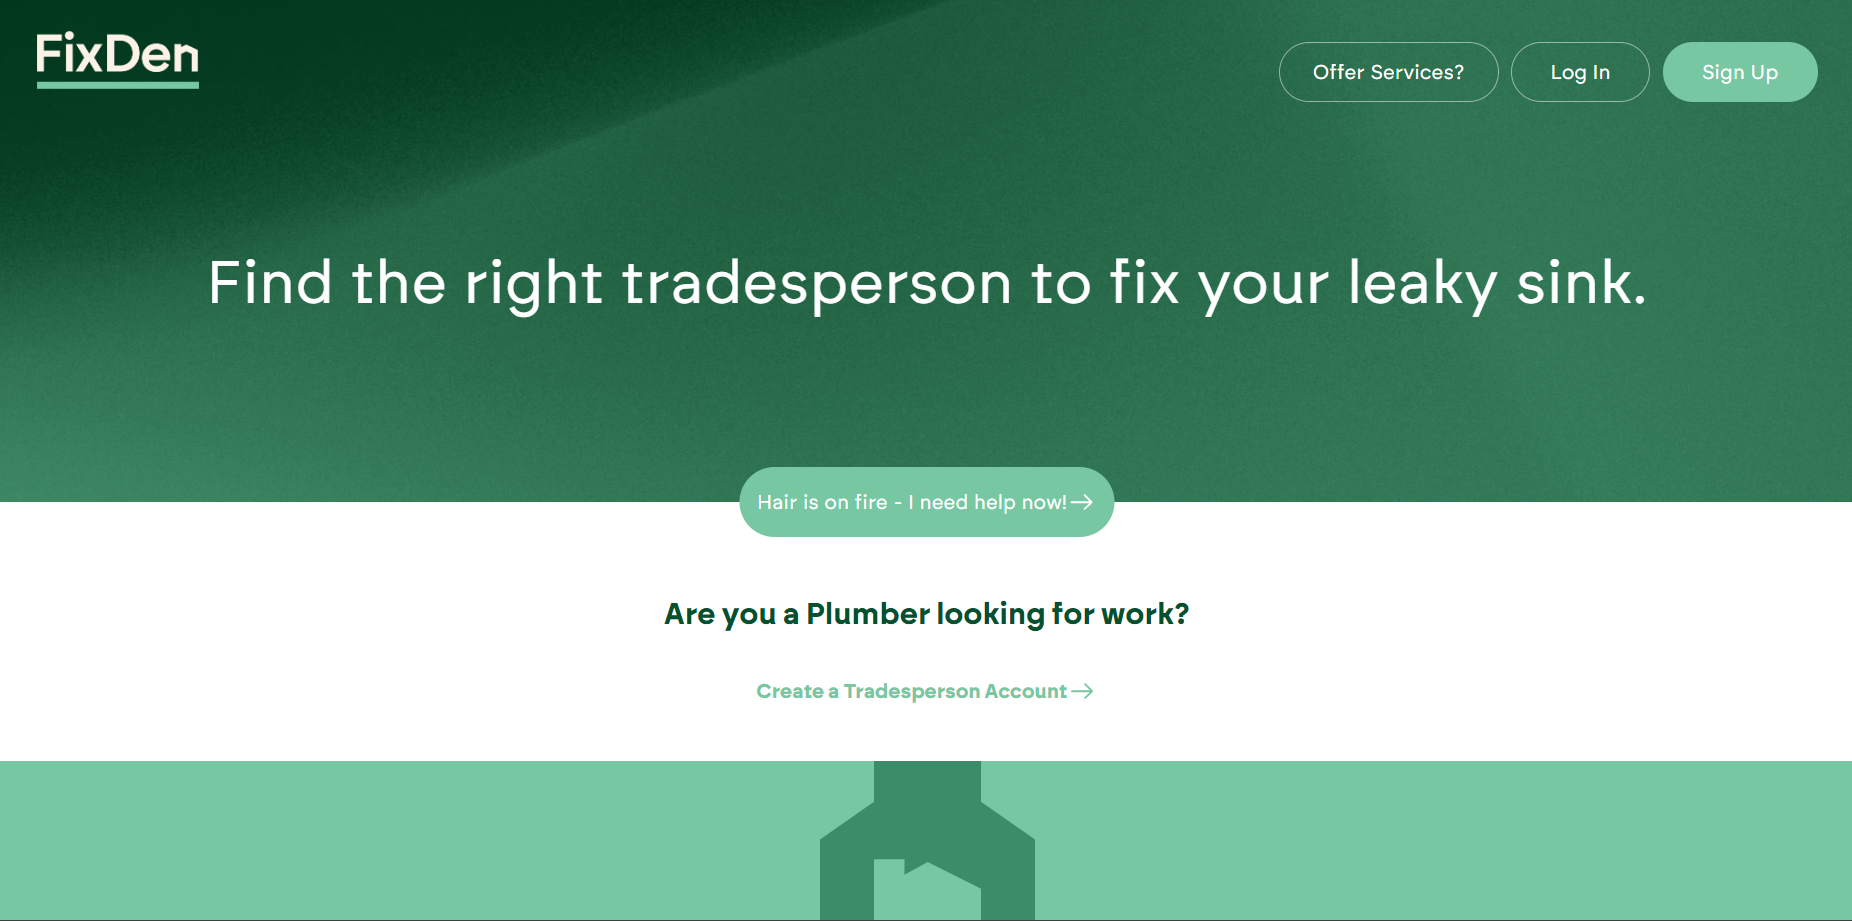 FixDen
Offer Services?
Log In
Sign Up
Find the right tradesperson to fix your leaky sink.
Hair is on fire - I need help now!
Are you a Plumber looking for work?
Create a Tradesperson Account